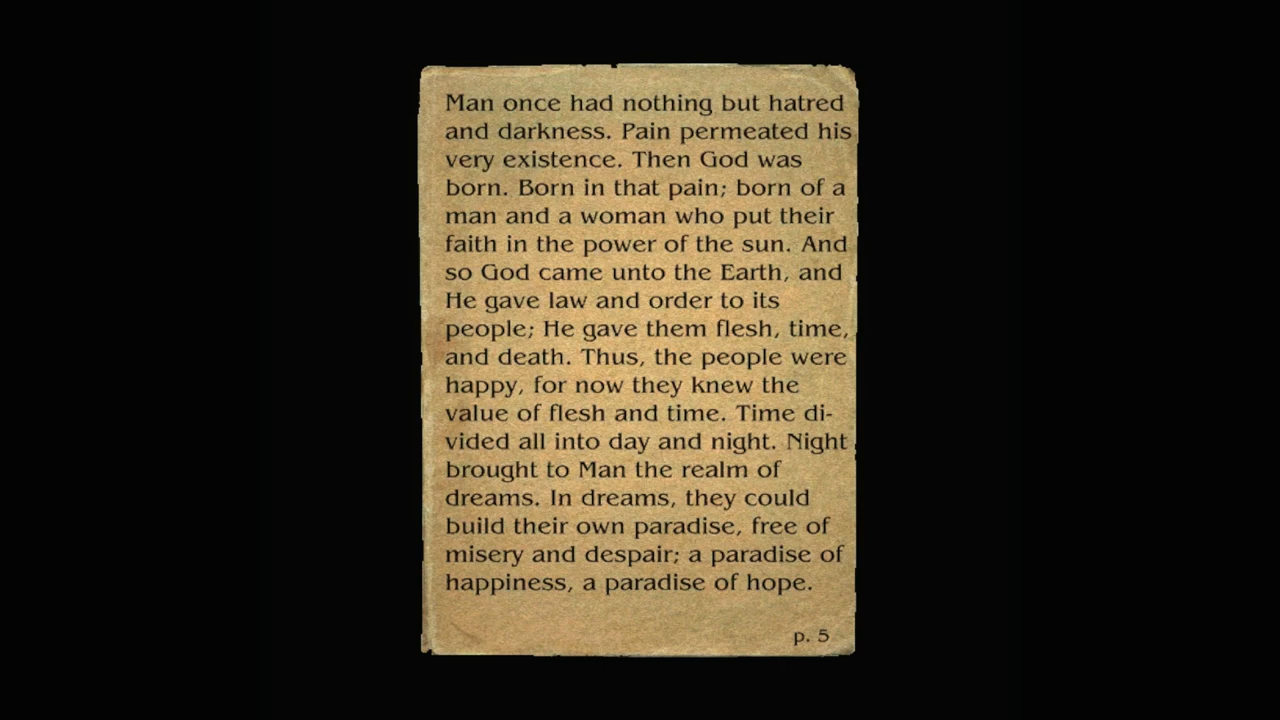 Man once had nothing but hatred
and darkness. Pain permeated his
very existence. Then God was
born. Born in that pain; born of a
man and a woman who put their
faith in the power of the sun. And
so God came unto the Earth, and
He gave law and order to its
people; He gave them flesh, time,
and death. Thus, the people were
happy, for now they knew the
value of flesh and time. Time di-
vided all into day and night. Night
brought to Man the realm of
dreams. In dreams, they could
build their own paradise, free of
misery and despair; a paradise of
happiness, a paradise of hope.
p. 5